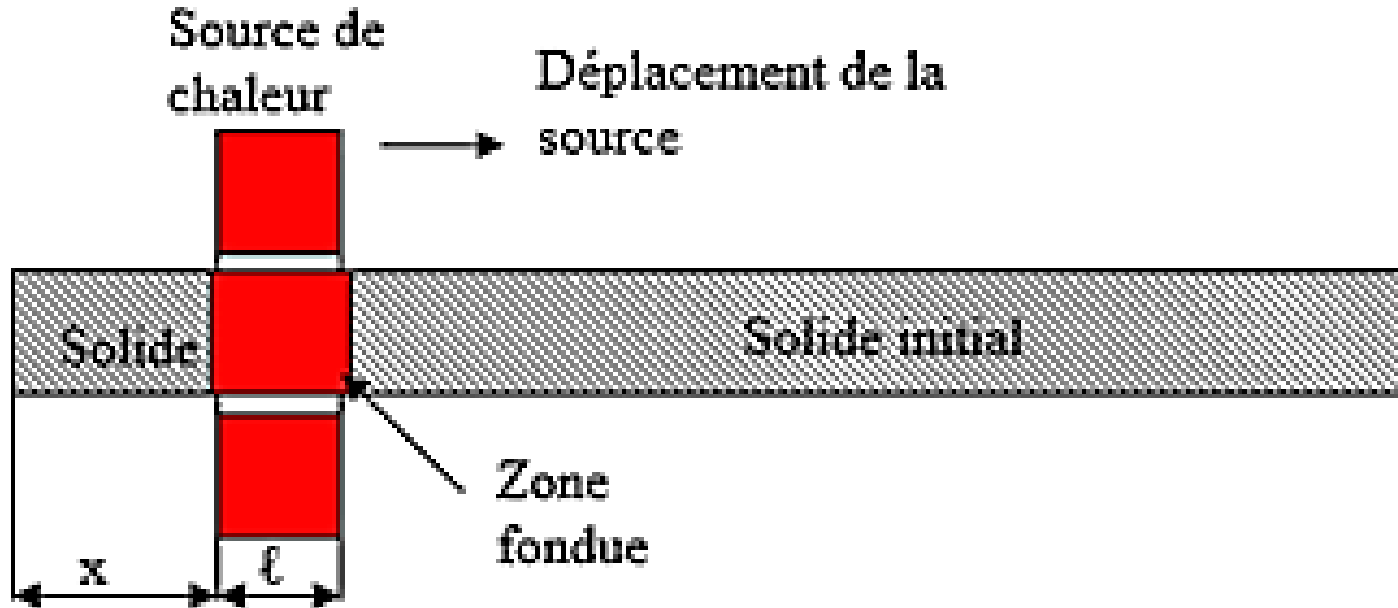 Source de
chaleur
Déplacement de la
source
Solide
Solide initial
Zone
fondue
x
ℓ